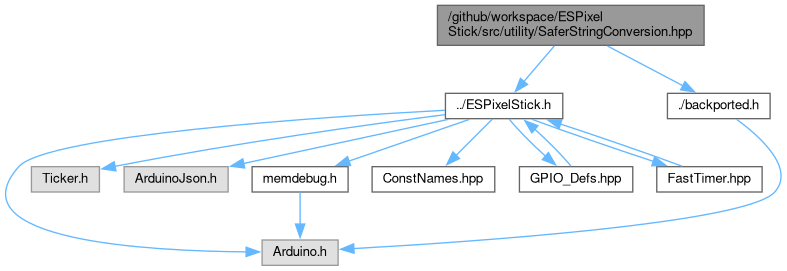 /github/workspace/ESPixel
Stick/src/utility/SaferStringConversion.hpp
../ESPixelStick.h
./backported.h
Ticker.h
ArduinoJson.h
memdebug.h
ConstNames.hpp
GPIO_Defs.hpp
FastTimer.hpp
Arduino.h